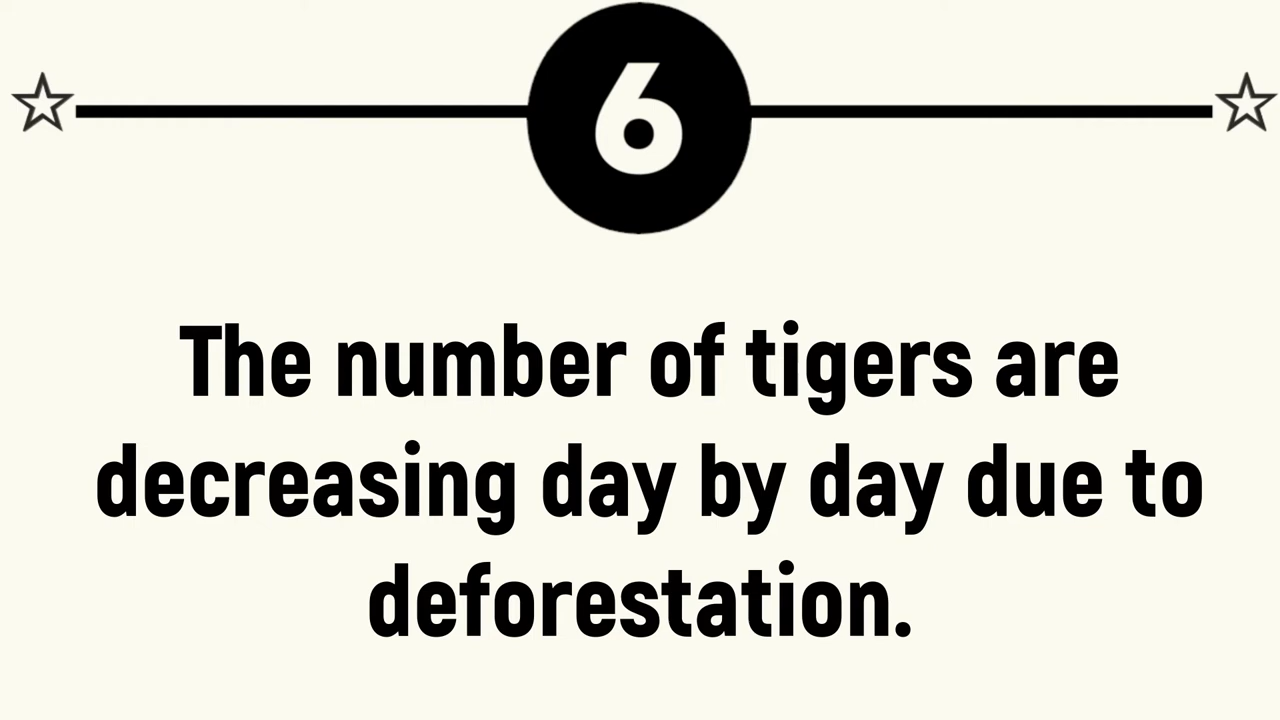 6
The number of tigers are
decreasing day by day due to
deforestation.